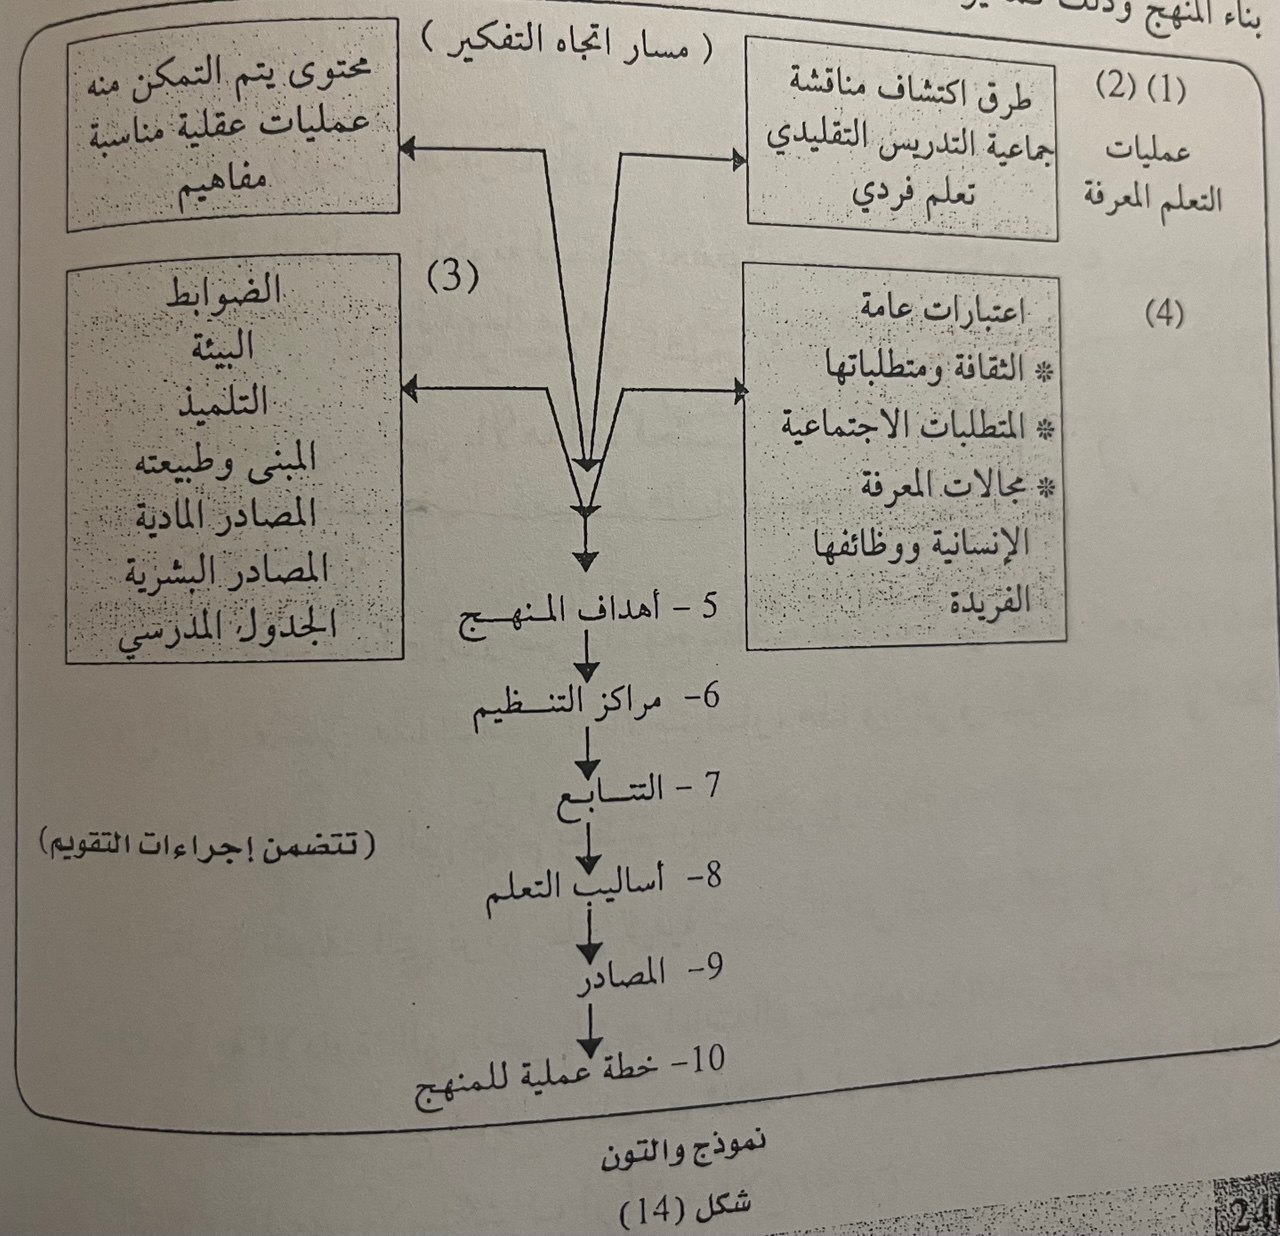 بناء المنهج وذلك
( مسار اتجاه التفكير )
(1) (2)
عمليات
التعلم المعرفة
طرق اكتشاف مناقشة
جماعية التدريس التقليدي
تعلم فردي
محتوى يتم التمكن منه
عمليات عقلية مناسبة
مفاهيم
(4)
اعتبارات عامة
* الثقافة ومتطلباتها
* المتطلبات الاجتماعية
* مجالات المعرفة
الإنسانية ووظائفها
الفريدة
(3)
الضوابط
البيئة
التلميذ
المبنى وطبيعته
المصادر المادية
المصادر البشرية
الجدول المدرسي
5 - أهداف المنهج
6- مراكز التنظيم
7 - التتابع
8- أساليب التعلم
(تتضمن إجراءات التقويم)
9- المصادر
10- خطة عملية للمنهج
نموذج والتون
شكل (14)